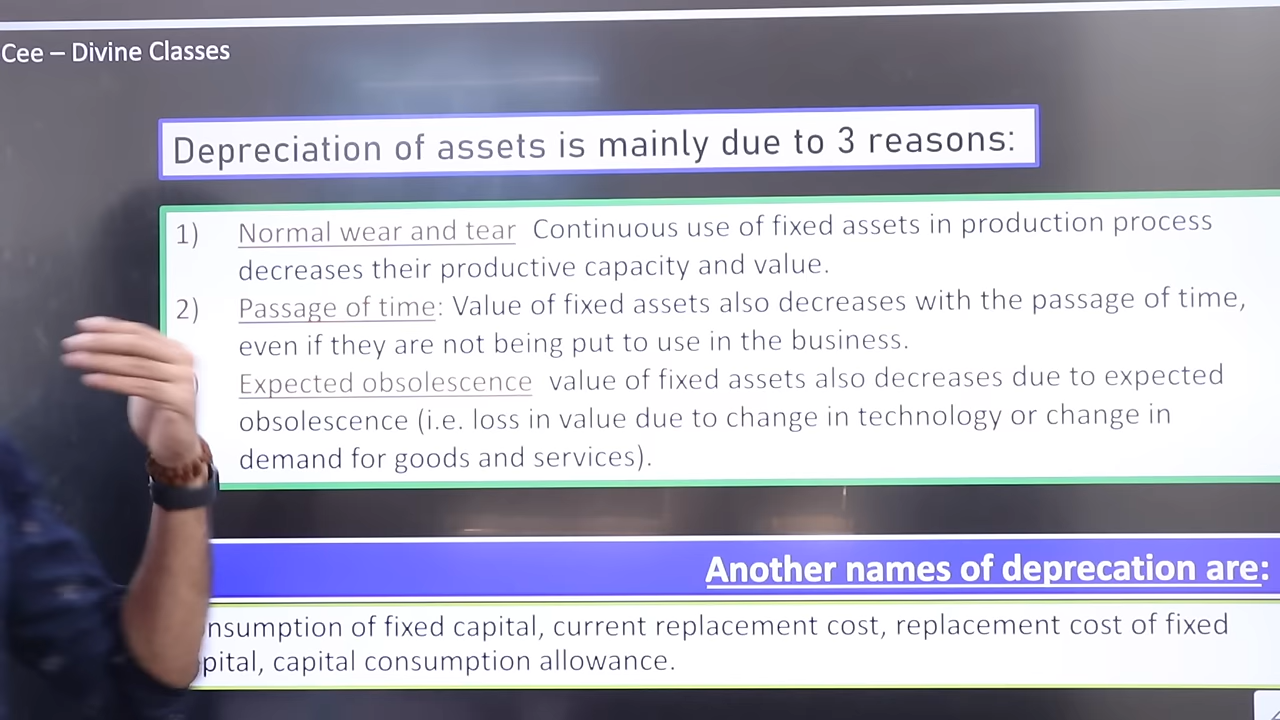 Cee – Divine Classes
Depreciation of assets is mainly due to 3 reasons:
1) Normal wear and tear Continuous use of fixed assets in production process
decreases their productive capacity and value.
2) Passage of time: Value of fixed assets also decreases with the passage of time,
even if they are not being put to use in the business.
) Expected obsolescence value of fixed assets also decreases due to expected
obsolescence (i.e. loss in value due to change in technology or change in
demand for goods and services).
Another names of deprecation are:
nsumption of fixed capital, current replacement cost, replacement cost of fixed
pital, capital consumption allowance.